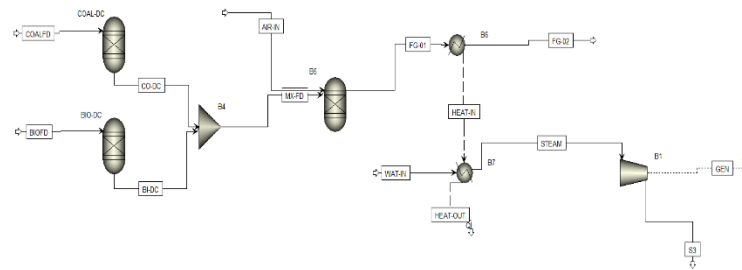 COAL-DC
COALFD
AIR-IN
CO-DC
B4
BIO-DC
BIOFD
BI-DC
MX-FD
B5
FG-01
B6
FG-02
HEAT-IN
WAT-IN
B7
HEAT-OUT
STEAM
B1
GEN
S3